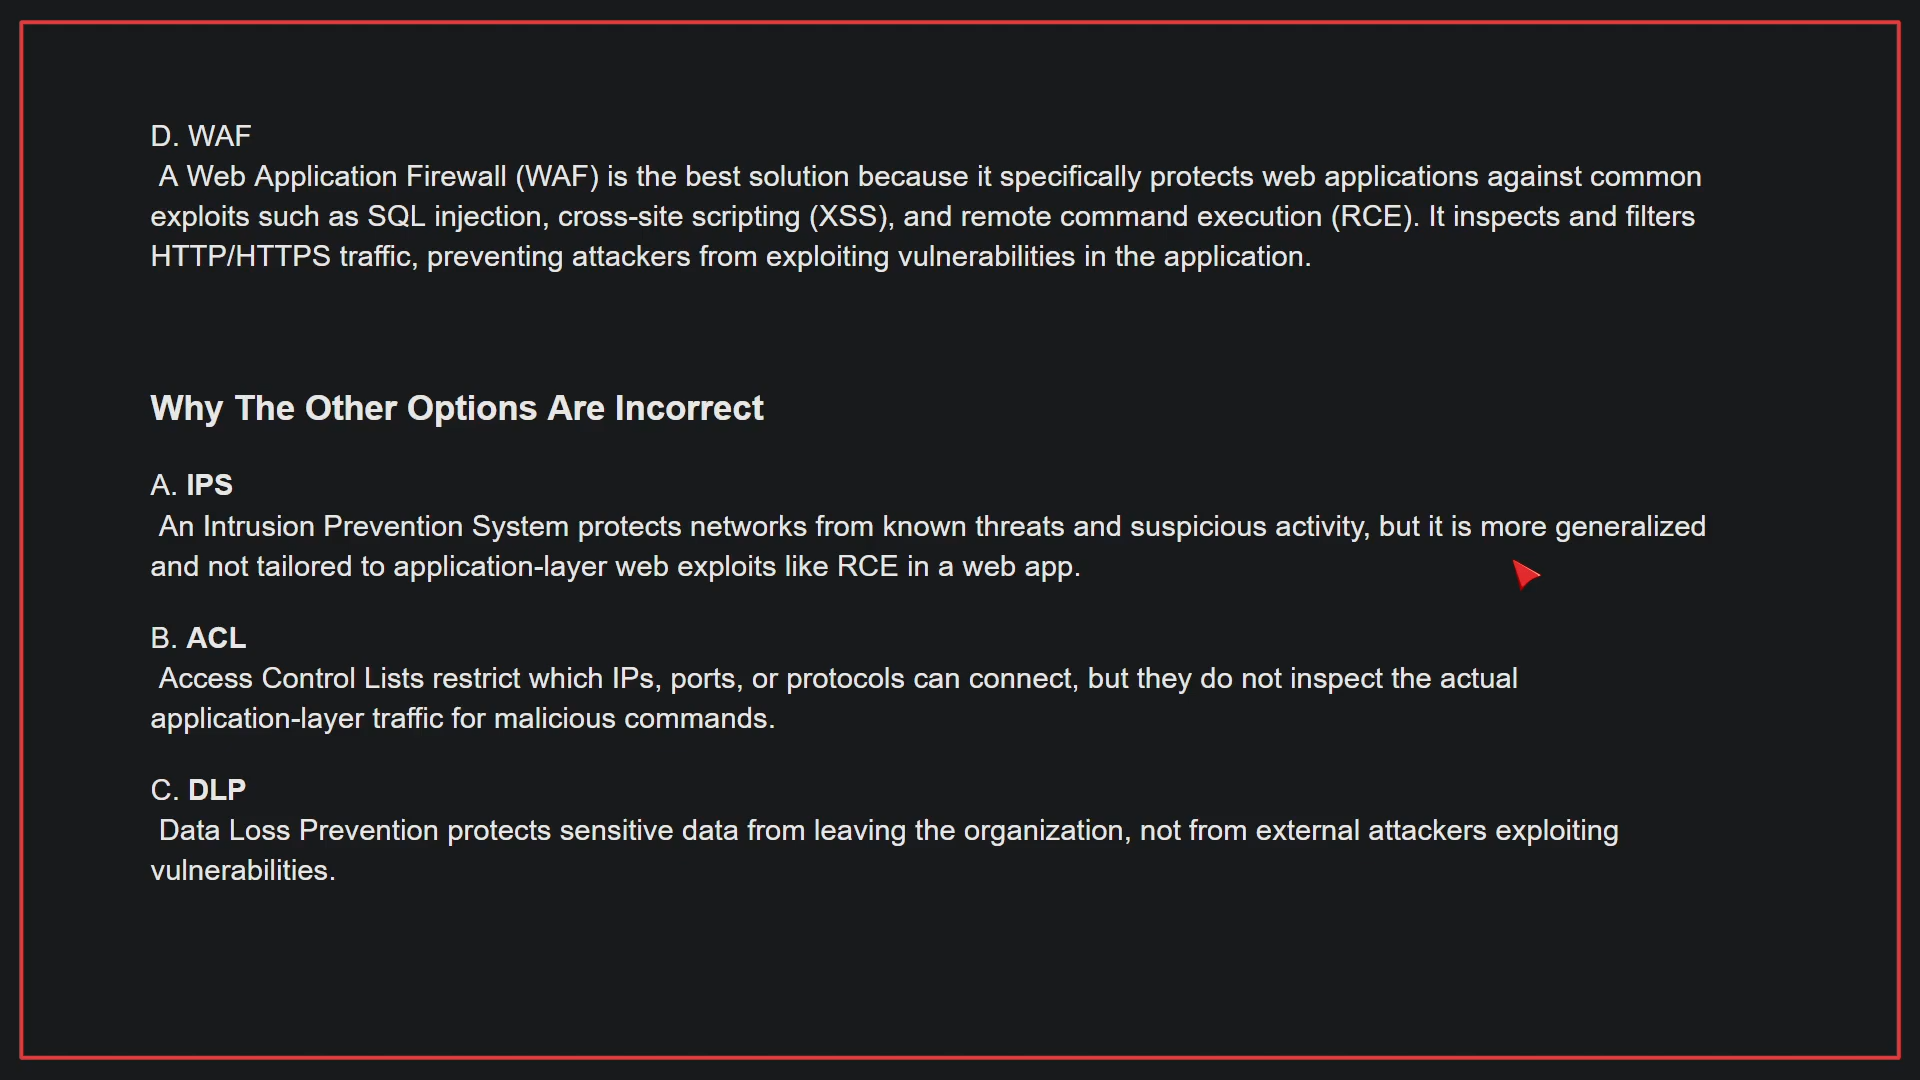 D. WAF
A Web Application Firewall (WAF) is the best solution because it specifically protects web applications against common
exploits such as SQL injection, cross-site scripting (XSS), and remote command execution (RCE). It inspects and filters
HTTP/HTTPS traffic, preventing attackers from exploiting vulnerabilities in the application.
Why The Other Options Are Incorrect
A. IPS
An Intrusion Prevention System protects networks from known threats and suspicious activity, but it is more generalized
and not tailored to application-layer web exploits like RCE in a web app.
B. ACL
Access Control Lists restrict which IPs, ports, or protocols can connect, but they do not inspect the actual
application-layer traffic for malicious commands.
C. DLP
Data Loss Prevention protects sensitive data from leaving the organization, not from external attackers exploiting
vulnerabilities.